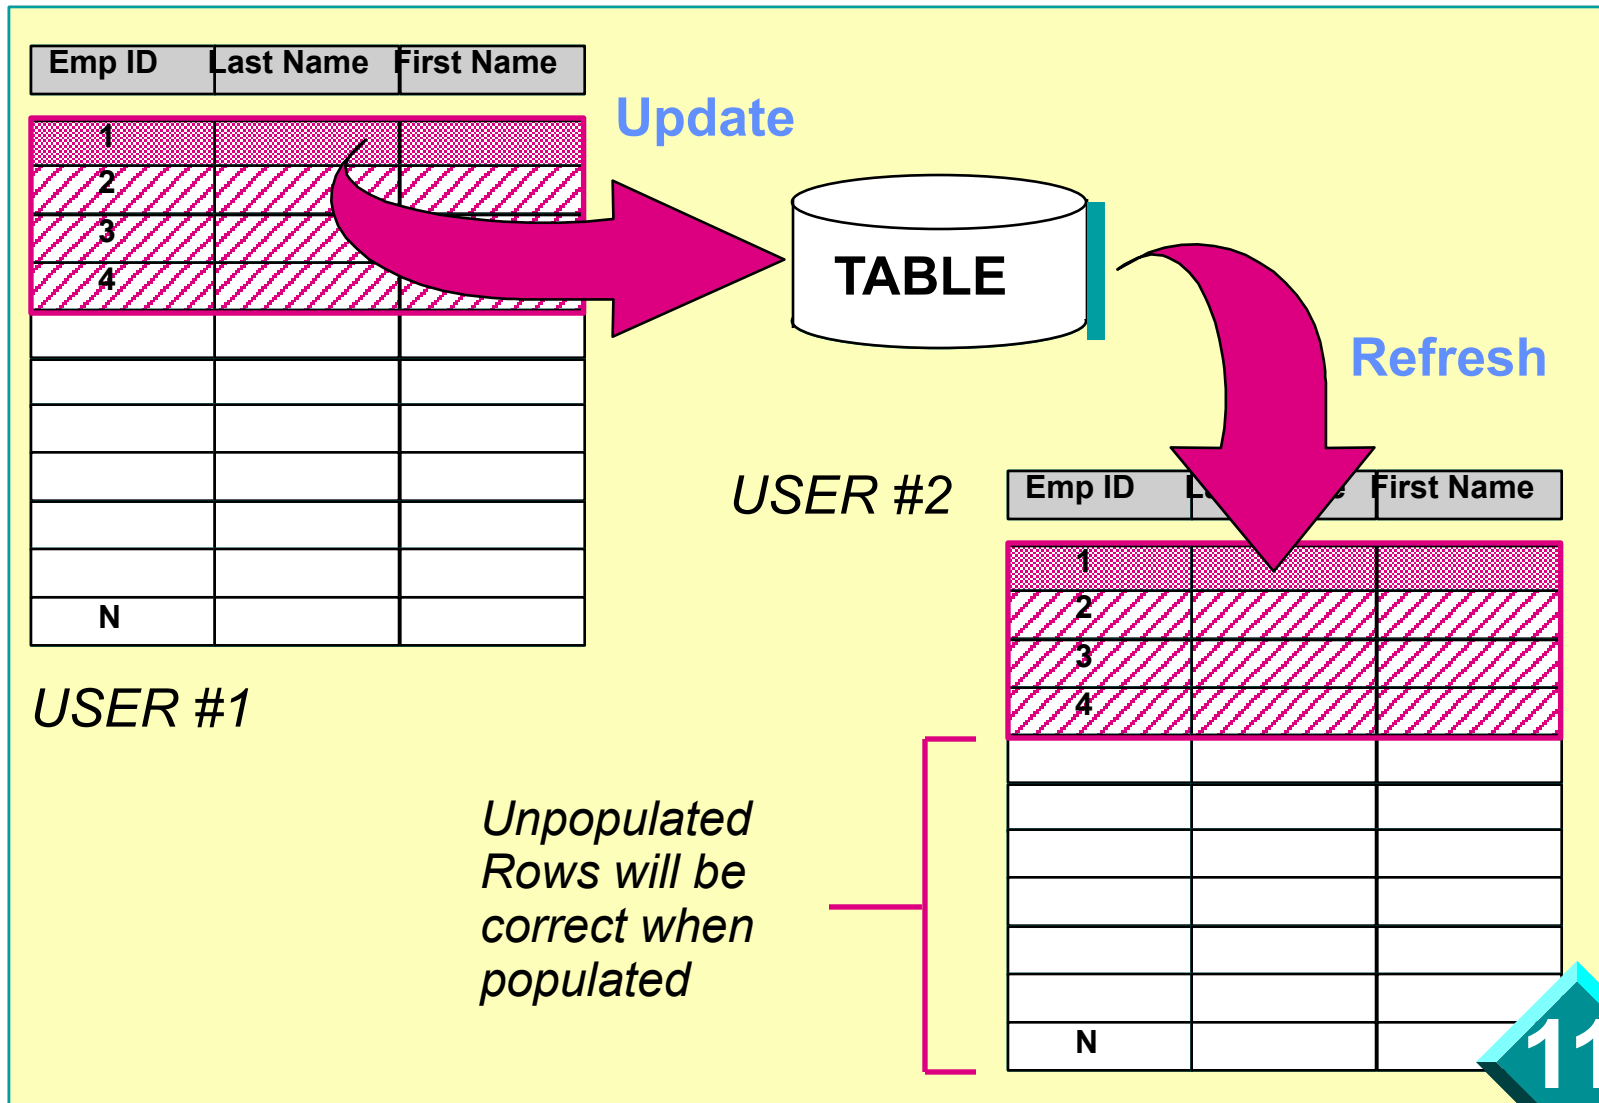 Emp ID Last Name First Name
1
2
3
4
N
USER #1
Update
TABLE
Refresh
USER #2
Emp ID First Name
1
2
3
4
N
Unpopulated
Rows will be
correct when
populated
11